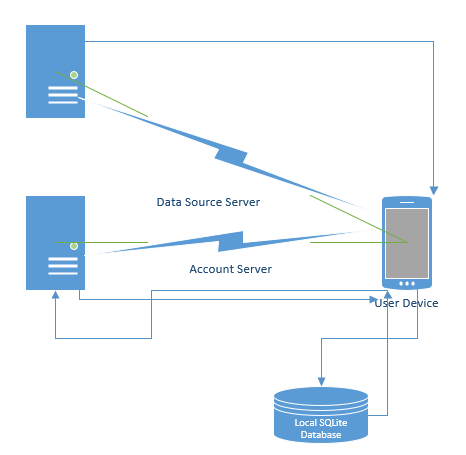 Data Source Server
Account Server
User Device
Local SQLite
Database